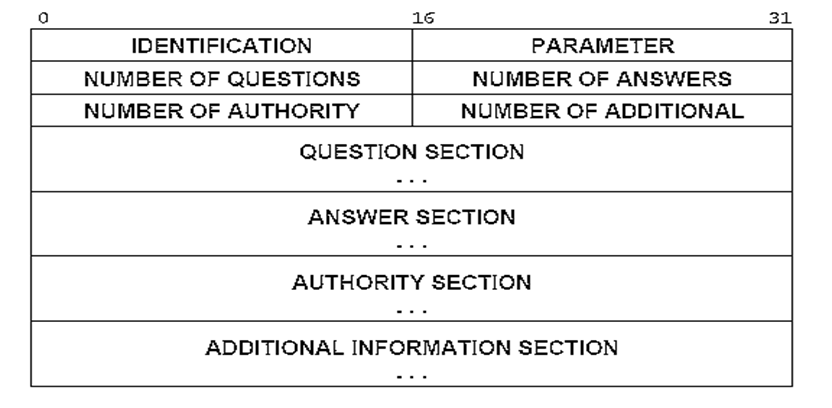 0 16 31
IDENTIFICATION PARAMETER
NUMBER OF QUESTIONS NUMBER OF ANSWERS
NUMBER OF AUTHORITY NUMBER OF ADDITIONAL
QUESTION SECTION
...
ANSWER SECTION
...
AUTHORITY SECTION
...
ADDITIONAL INFORMATION SECTION
...